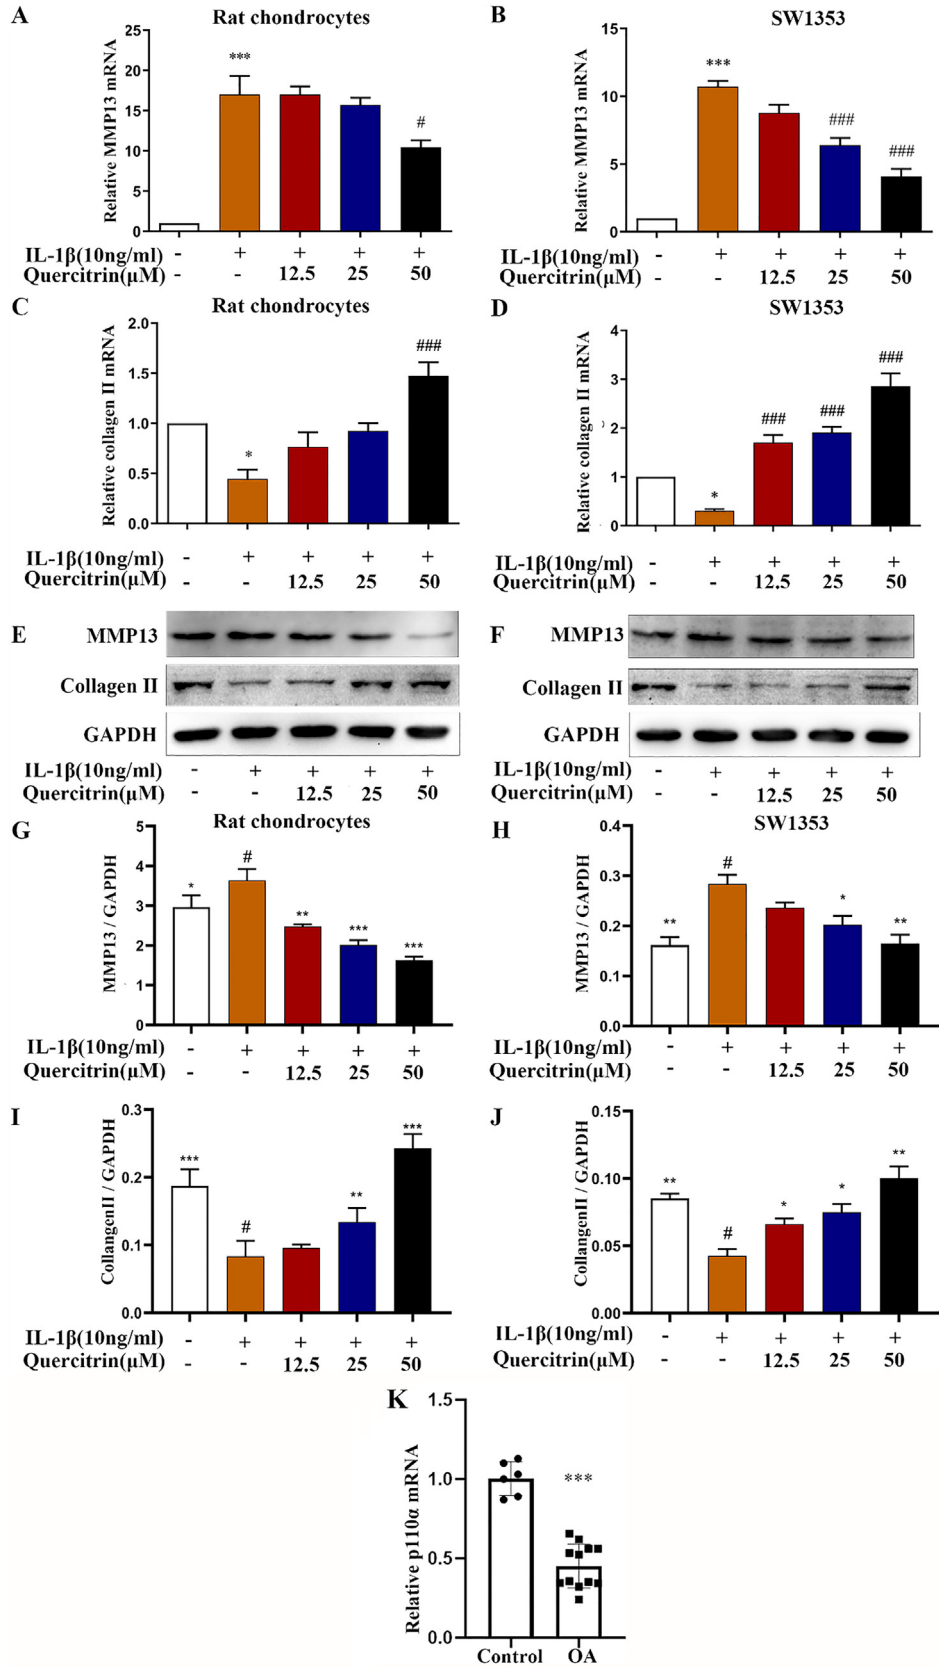 A
Rat chondrocytes
Relative MMP13 mRNA
25
20
15
10
5
0
***
#
IL-1β(10ng/ml) - + + + +
Quercitrin(μM) - - 12.5 25 50
B
SW1353
Relative MMP13 mRNA
15
10
5
0
***
###
###
IL-1β(10ng/ml) - + + + +
Quercitrin(μM) - - 12.5 25 50
C
Rat chondrocytes
Relative collagen II mRNA
2.0
1.5
1.0
0.5
0.0
*
###
IL-1β(10ng/ml) - + + + +
Quercitrin(μM) - - 12.5 25 50
D
SW1353
Relative collagen II mRNA
4
3
2
1
0
*
###
###
###
IL-1β(10ng/ml) - + + + +
Quercitrin(μM) - - 12.5 25 50
E
MMP13
Collagen II
GAPDH
IL-1β(10ng/ml) - + + + +
Quercitrin(μM) - - 12.5 25 50
F
MMP13
Collagen II
GAPDH
IL-1β(10ng/ml) - + + + +
Quercitrin(μM) - - 12.5 25 50
G
Rat chondrocytes
MMP13 / GAPDH
5
4
3
2
1
0
*
#
**
***
***
IL-1β(10ng/ml) - + + + +
Quercitrin(μM) - - 12.5 25 50
H
SW1353
MMP13 / GAPDH
0.4
0.3
0.2
0.1
0.0
**
#
*
**
IL-1β(10ng/ml) - + + + +
Quercitrin(μM) - - 12.5 25 50
I
CollangenII / GAPDH
0.3
0.2
0.1
0.0
***
#
**
***
IL-1β(10ng/ml) - + + + +
Quercitrin(μM) - - 12.5 25 50
J
CollangenII / GAPDH
0.15
0.10
0.05
0.00
**
#
*
*
**
IL-1β(10ng/ml) - + + + +
Quercitrin(μM) - - 12.5 25 50
K
Relative p110α mRNA
1.5
1.0
0.5
0.0
***
Control OA